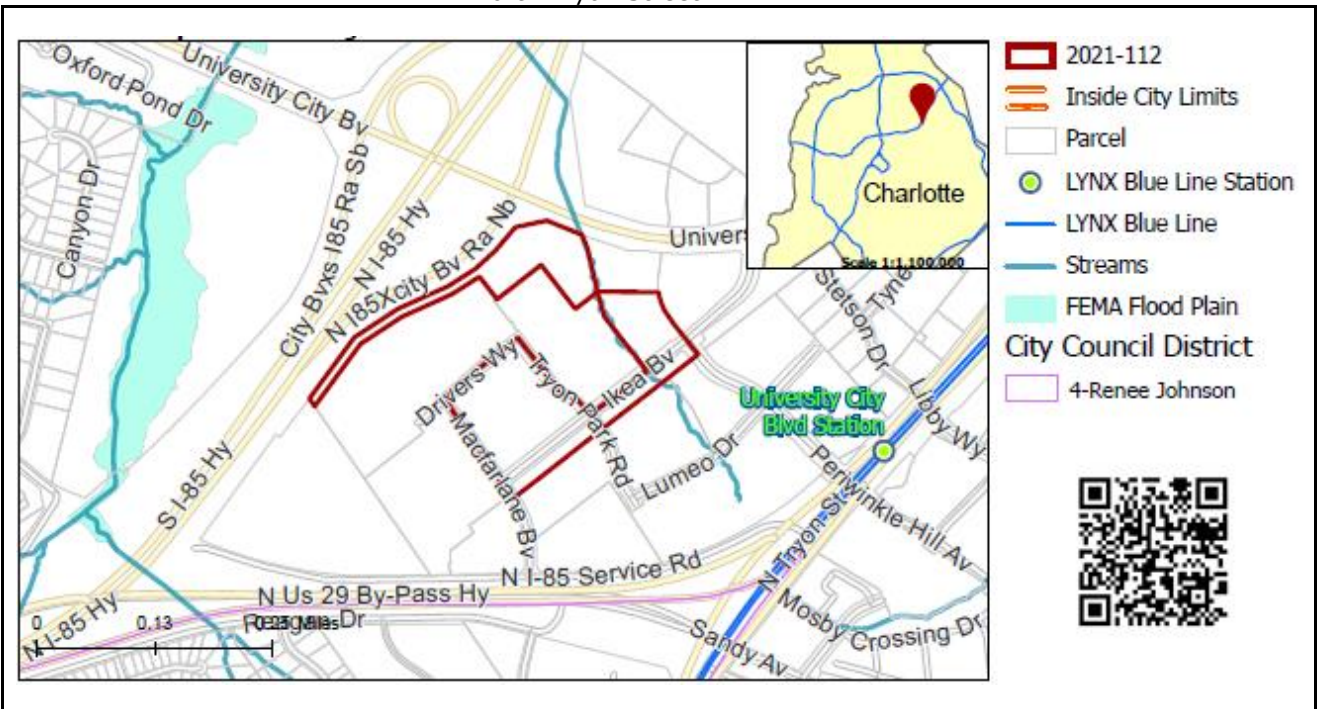 University City Bv
Oxford Pond Dr
Canyon Dr
City Bvxs I85 Ra Sb
N I-85 Hy
N I85Xcity Bv Ra Nb
S I-85 Hy
N I-85 Hy
Univers
Charlotte
Scale 1:1,100,000
Stetson Dr
Tyne
Libby Wy
University City
Blvd Station
Drivers Wy
Tryon Park Rd
Ikea Bv
Macfarlane Bv
Lumeo Dr
Periwinkle Hill Av
N Tryon St
N I-85 Service Rd
N Us 29 By-Pass Hy
Mosby Crossing Dr
Sandy Av
0 0.13 0.25 Miles
2021-112
Inside City Limits
Parcel
LYNX Blue Line Station
LYNX Blue Line
Streams
FEMA Flood Plain
City Council District
4-Renee Johnson